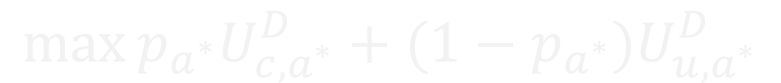 max p_{a*} U^D_{c,a*} + (1 − p_{a*}) U^D_{u,a*}